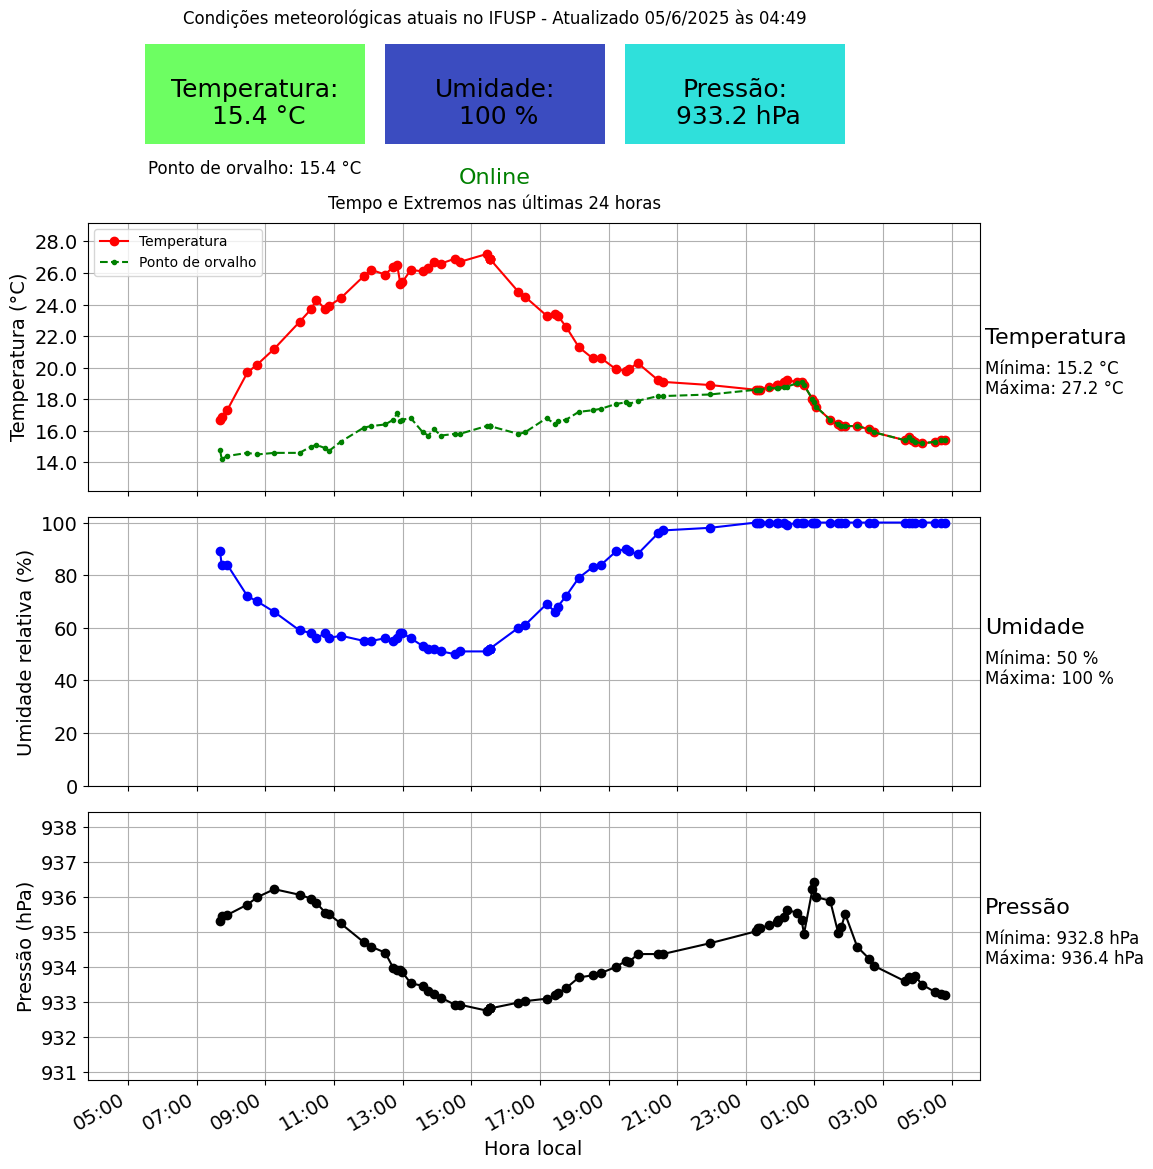 Condições meteorológicas atuais no IFUSP - Atualizado 05/6/2025 às 04:49
Temperatura:
15.4 °C
Umidade:
100 %
Pressão:
933.2 hPa
Ponto de orvalho: 15.4 °C
Online
Tempo e Extremos nas últimas 24 horas
Temperatura (°C)
28.0
26.0
24.0
22.0
20.0
18.0
16.0
14.0
Temperatura
Ponto de orvalho
Temperatura
Mínima: 15.2 °C
Máxima: 27.2 °C
Umidade relativa (%)
100
80
60
40
20
0
Umidade
Mínima: 50 %
Máxima: 100 %
Pressão (hPa)
938
937
936
935
934
933
932
931
Pressão
Mínima: 932.8 hPa
Máxima: 936.4 hPa
05:00 07:00 09:00 11:00 13:00 15:00 17:00 19:00 21:00 23:00 01:00 03:00 05:00
Hora local